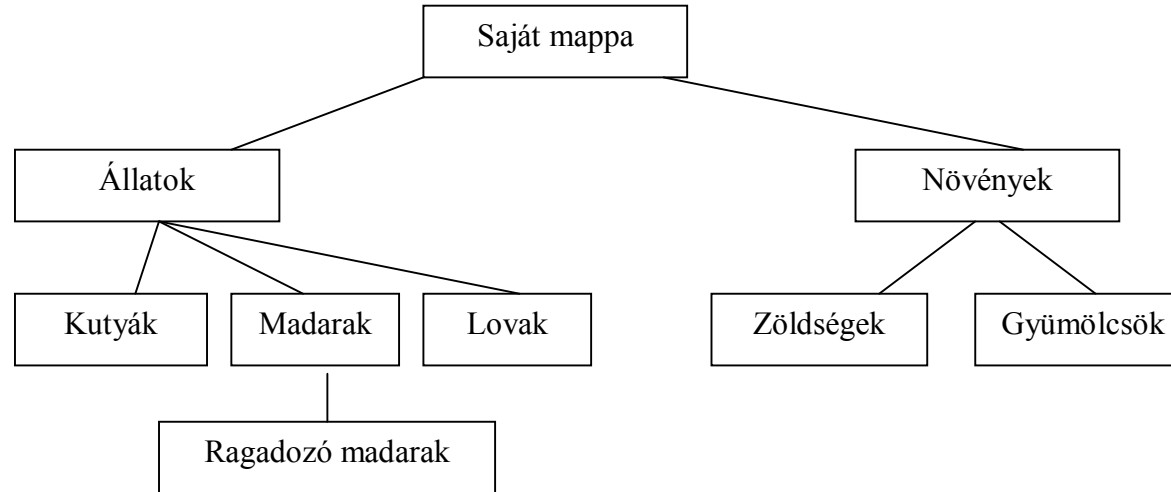 Saját mappa
Állatok
Növények
Kutyák
Madarak
Lovak
Zöldségek
Gyümölcsök
Ragadozó madarak